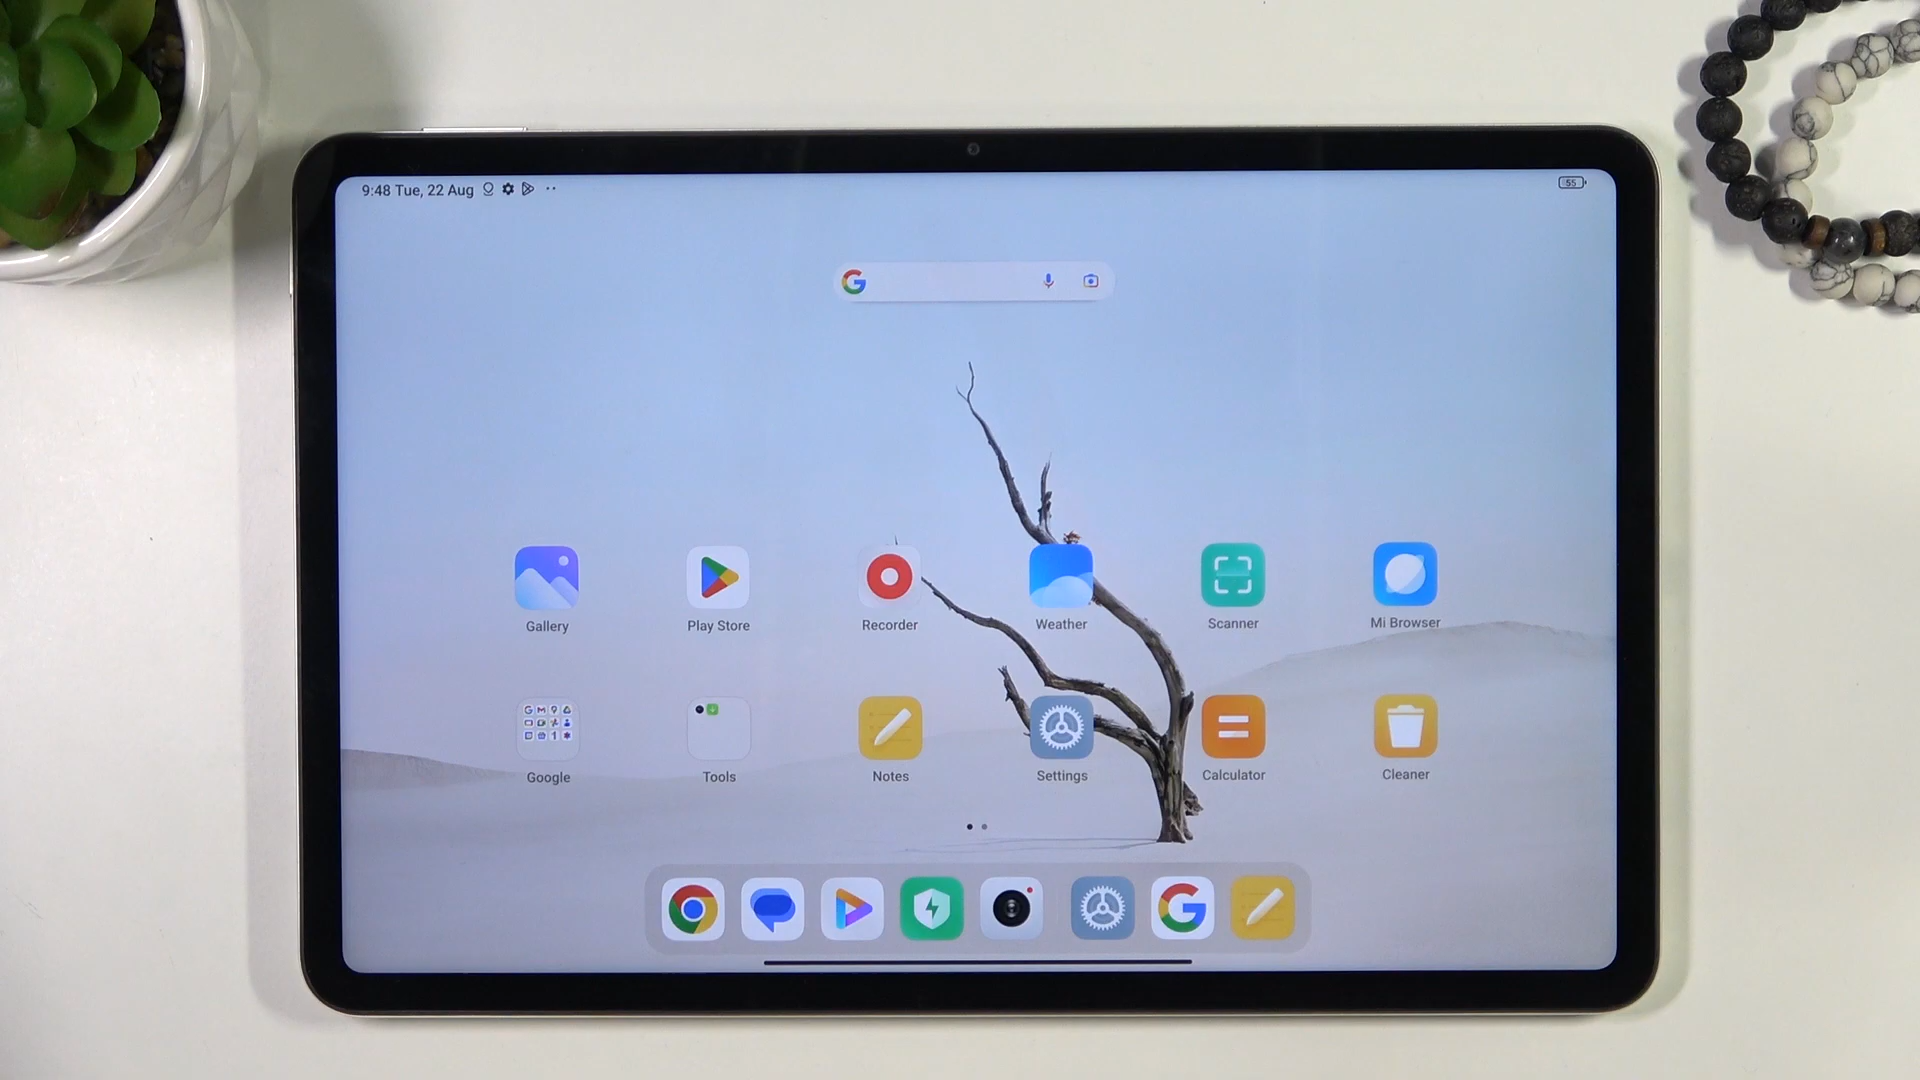 9:48 Tue, 22 Aug
55
Gallery
Play Store
Recorder
Weather
Scanner
Mi Browser
Google
Tools
Notes
Settings
Calculator
Cleaner